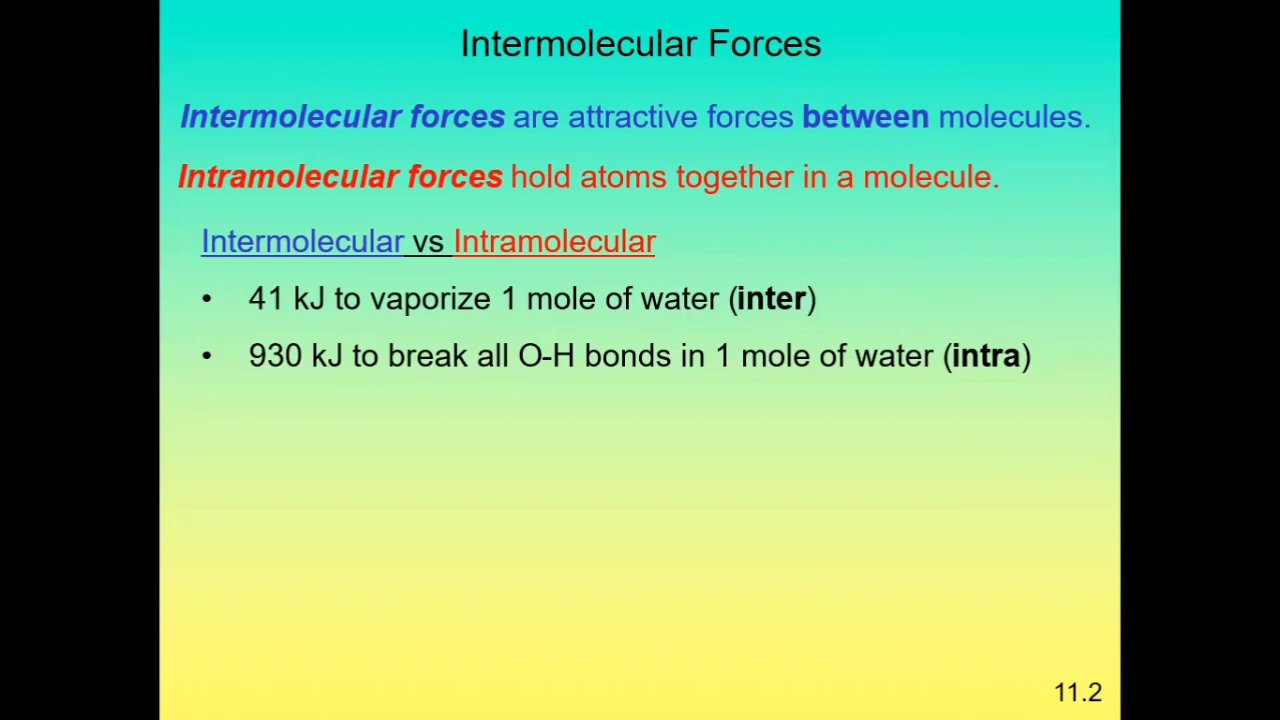 Intermolecular Forces
Intermolecular forces are attractive forces between molecules.
Intramolecular forces hold atoms together in a molecule.
Intermolecular vs Intramolecular
• 41 kJ to vaporize 1 mole of water (inter)
• 930 kJ to break all O-H bonds in 1 mole of water (intra)
11.2